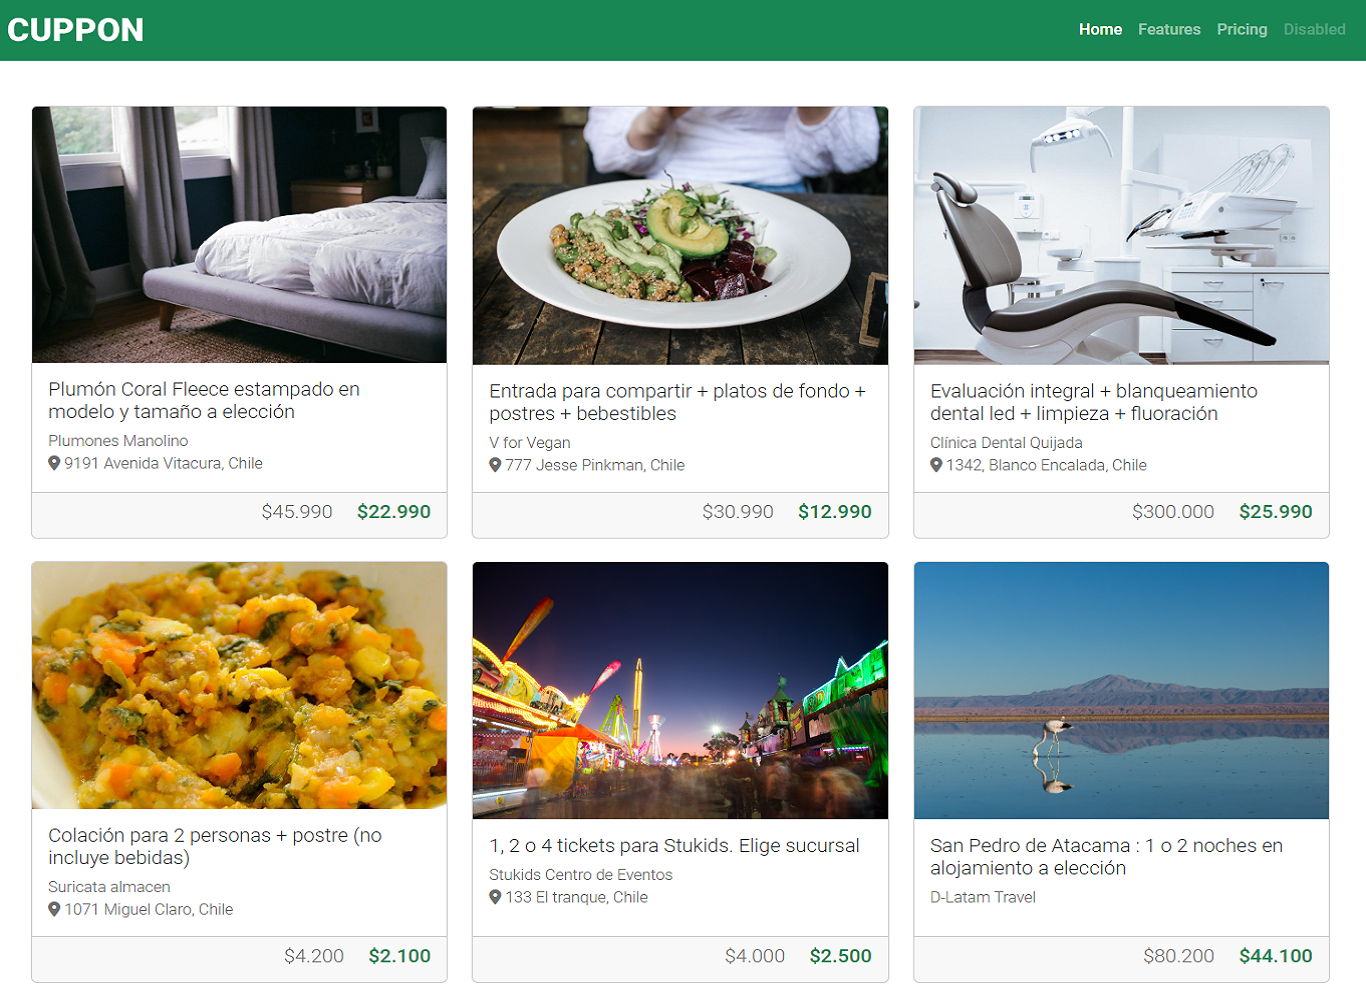 CUPPON
Home Features Pricing Disabled
Plumón Coral Fleece estampado en
modelo y tamaño a elección
Plumones Manolino
9191 Avenida Vitacura, Chile
$45.990 $22.990
Entrada para compartir + platos de fondo +
postres + bebestibles
V for Vegan
777 Jesse Pinkman, Chile
$30.990 $12.990
Evaluación integral + blanqueamiento
dental led + limpieza + fluoración
Clínica Dental Quijada
1342, Blanco Encalada, Chile
$300.000 $25.990
Colación para 2 personas + postre (no
incluye bebidas)
Suricata almacen
1071 Miguel Claro, Chile
$4.200 $2.100
1, 2 o 4 tickets para Stukids. Elige sucursal
Stukids Centro de Eventos
133 El tranque, Chile
$4.000 $2.500
San Pedro de Atacama : 1 o 2 noches en
alojamiento a elección
D-Latam Travel
$80.200 $44.100